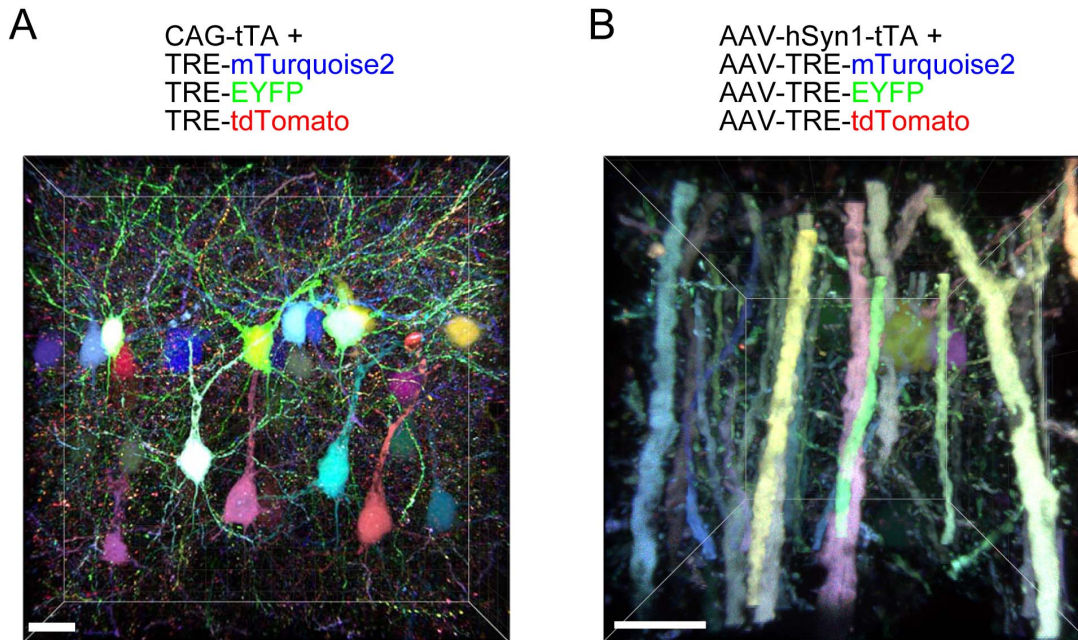 A
CAG-tTA +
TRE-mTurquoise2
TRE-EYFP
TRE-tdTomato
B
AAV-hSyn1-tTA +
AAV-TRE-mTurquoise2
AAV-TRE-EYFP
AAV-TRE-tdTomato